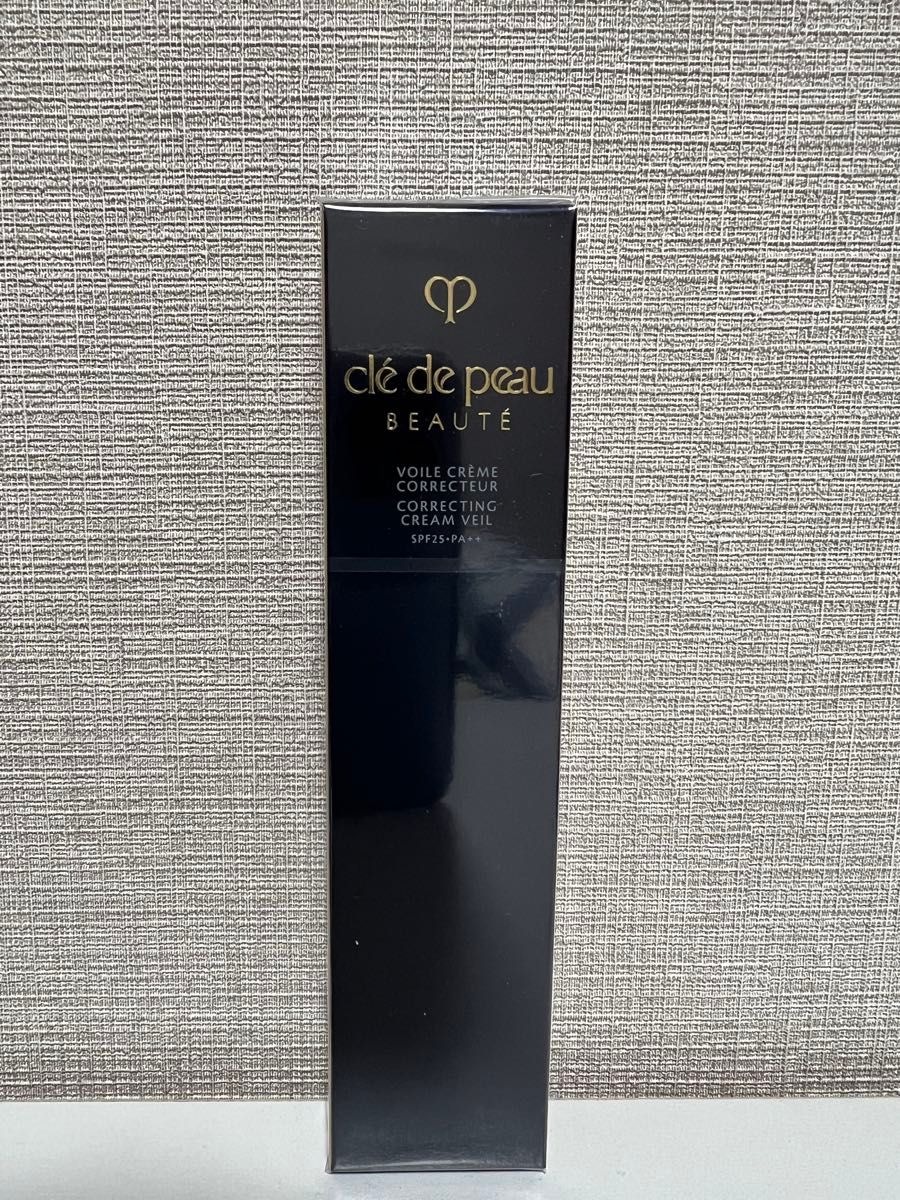 clé de peau
BEAUTÉ
VOILE CRÈME
CORRECTEUR
CORRECTING
CREAM VEIL
SPF25•PA++